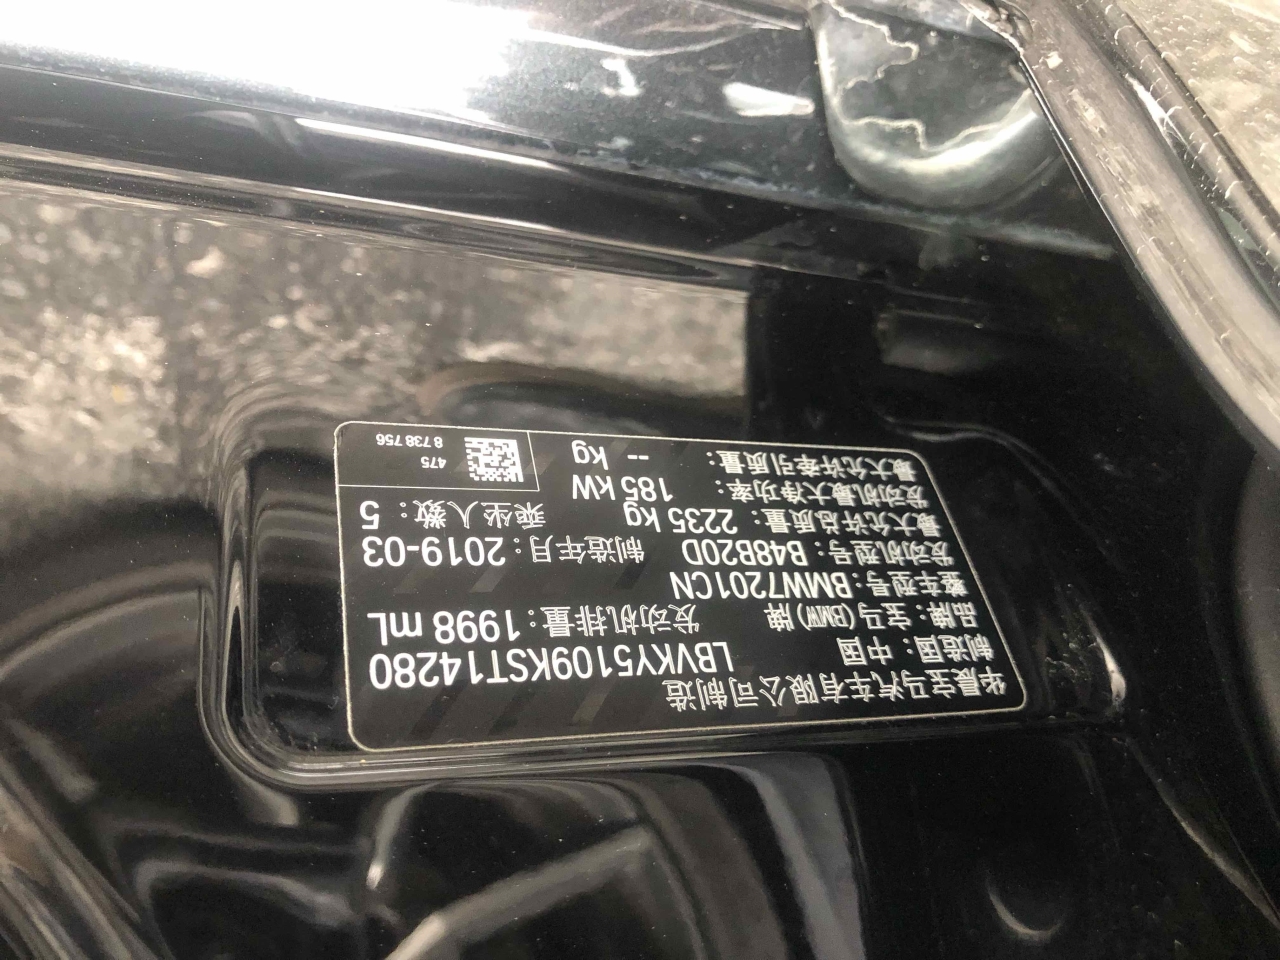 华晨宝马汽车有限公司制造
制造国：中国 LBVKY5109KST14280
品牌：宝马(BMW)牌 发动机排量：1998 mL
整车型号：BMW7201CN
发动机型号：B48B20D 制造年月：2019-03
最大允许总质量：2235 kg 乘坐人数：5
发动机最大净功率：185 kW
最大允许牵引质量：-- kg
475
8 738 756